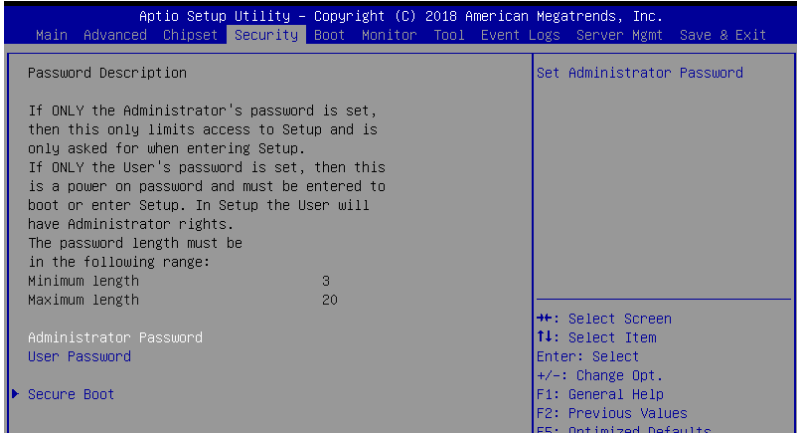 Aptio Setup Utility – Copyright (C) 2018 American Megatrends, Inc.
Main Advanced Chipset Security Boot Monitor Tool Event Logs Server Mgmt Save & Exit
Password Description
If ONLY the Administrator's password is set,
then this only limits access to Setup and is
only asked for when entering Setup.
If ONLY the User's password is set, then this
is a power on password and must be entered to
boot or enter Setup. In Setup the User will
have Administrator rights.
The password length must be
in the following range:
Minimum length 3
Maximum length 20
Administrator Password
User Password
Secure Boot
Set Administrator Password
→←: Select Screen
↑↓: Select Item
Enter: Select
+/-: Change Opt.
F1: General Help
F2: Previous Values
F5: Optimized Defaults